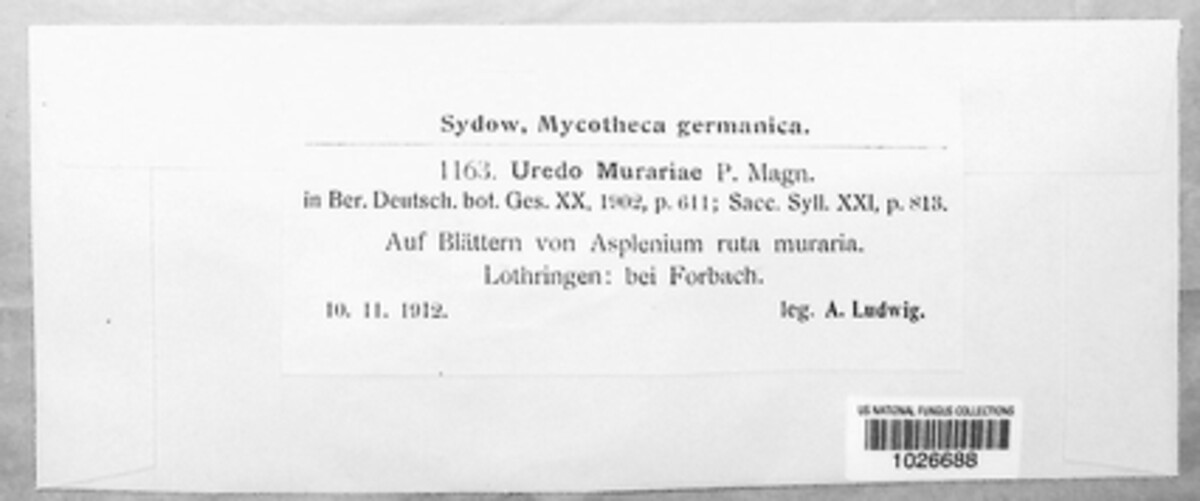 Sydow, Mycotheca germanica.
1163. Uredo Murariae P. Magn.
in Ber. Deutsch. bot. Ges. XX, 1902, p. 611; Sacc. Syll. XXI, p. 813.
Auf Blättern von Asplenium ruta muraria.
Lothringen: bei Forbach.
10. 11. 1912. leg. A. Ludwig.
US NATIONAL FUNGUS COLLECTIONS
1026688